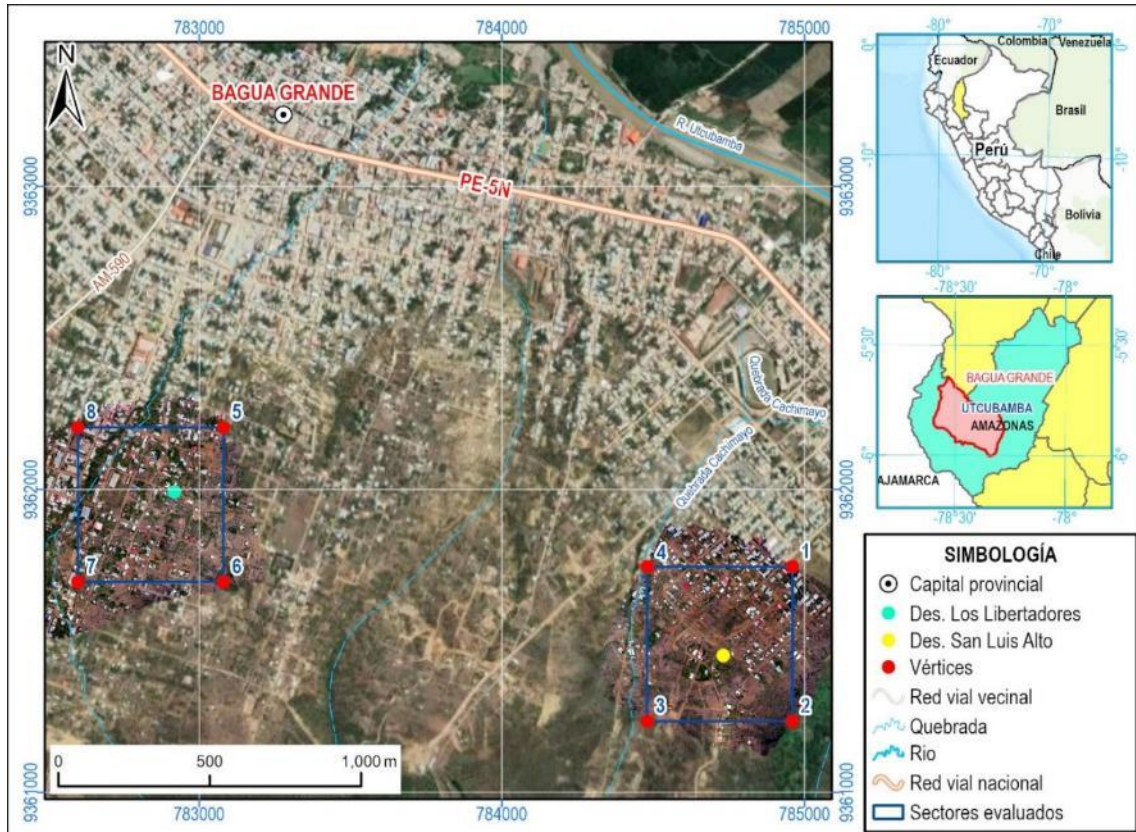 783000
784000
785000
N
BAGUA GRANDE
R. Utcubamba
PE-5N
9363000
9363000
AM-590
Quebrada Cachimayo
Quebrada Cachimayo
8
5
9362000
9362000
4
1
7
6
3
2
0
500
1,000 m
9361000
9361000
783000
784000
785000
-80°
-70°
0°
0°
Colombia
Venezuela
Ecuador
Brasil
Perú
-10°
-10°
Bolivia
Chile
-80°
-70°
-78°30
-78°
-5°30
-5°30
BAGUA GRANDE
UTCUBAMBA
AMAZONAS
-6°
-6°
AJAMARCA
-78°30
-78°
SIMBOLOGÍA
Capital provincial
Des. Los Libertadores
Des. San Luis Alto
Vértices
Red vial vecinal
Quebrada
Rio
Red vial nacional
Sectores evaluados